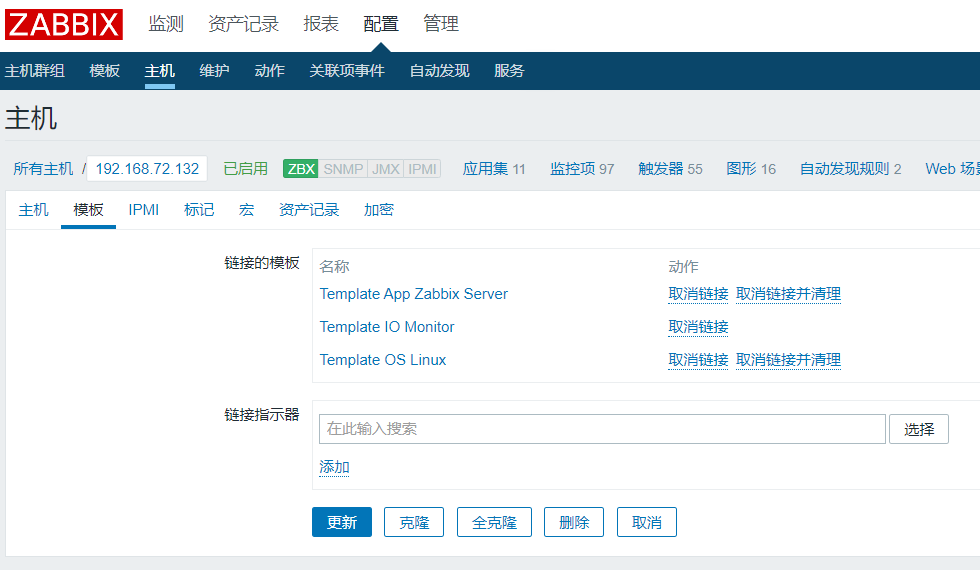 ZABBIX 监测 资产记录 报表 配置 管理
主机群组 模板 主机 维护 动作 关联项事件 自动发现 服务
主机
所有主机 / 192.168.72.132 已启用 ZBX SNMP JMX IPMI 应用集 11 监控项 97 触发器 55 图形 16 自动发现规则 2 Web 场
主机 模板 IPMI 标记 宏 资产记录 加密
链接的模板 名称 动作
Template App Zabbix Server 取消链接 取消链接并清理
Template IO Monitor 取消链接
Template OS Linux 取消链接 取消链接并清理
链接指示器 在此输入搜索 选择
添加
更新 克隆 全克隆 删除 取消